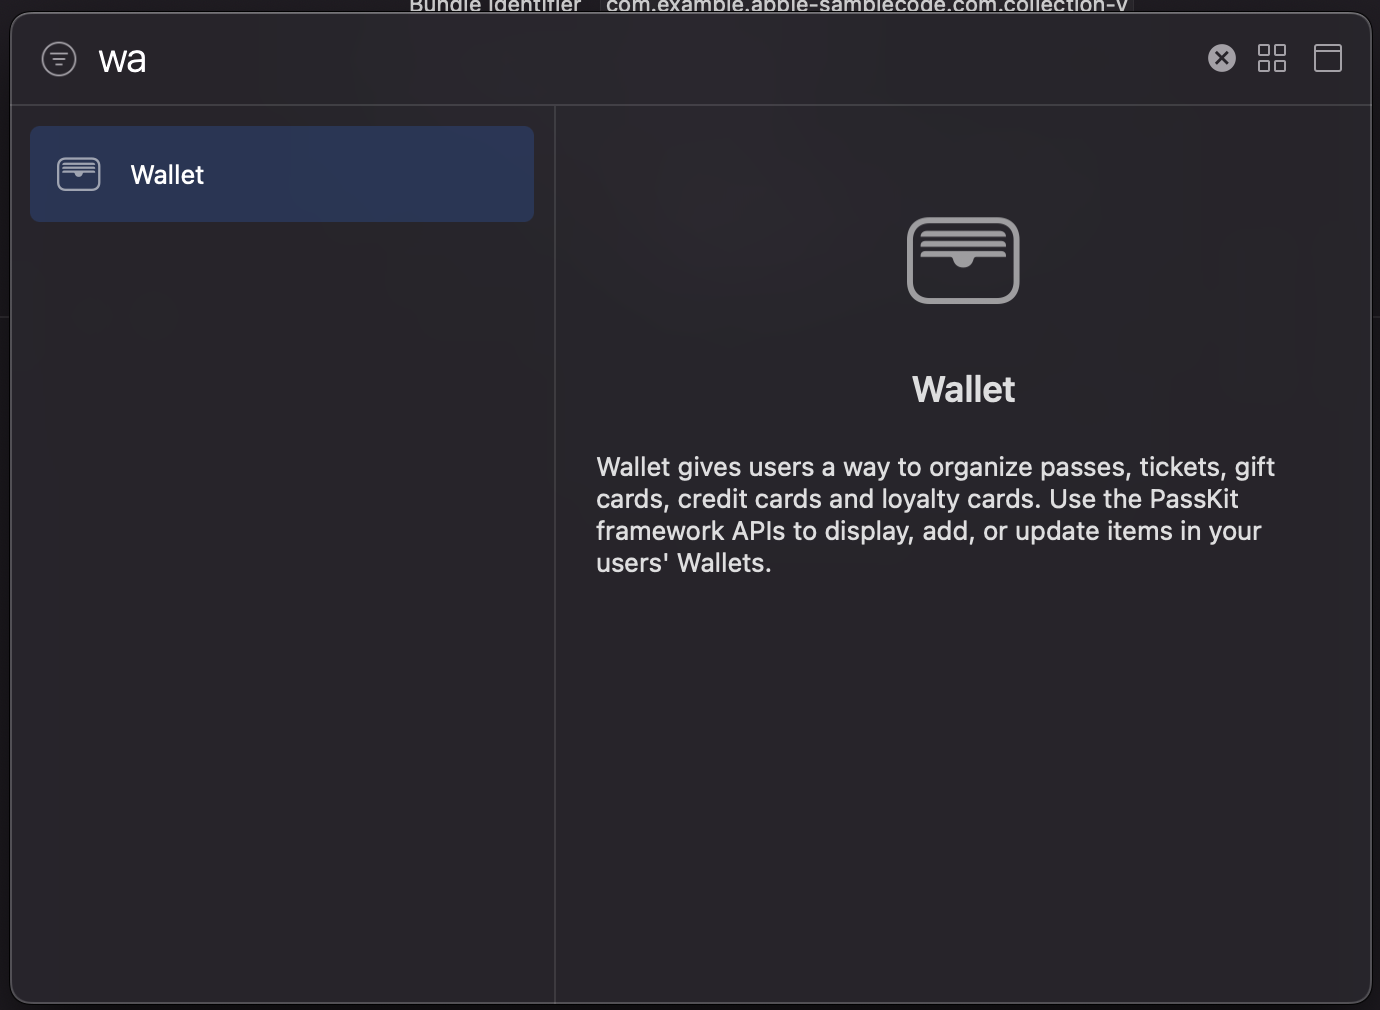 Bundle Identifier com.example.apple-samplecode.com.collection-v
wa
Wallet
Wallet
Wallet gives users a way to organize passes, tickets, gift
cards, credit cards and loyalty cards. Use the PassKit
framework APIs to display, add, or update items in your
users' Wallets.